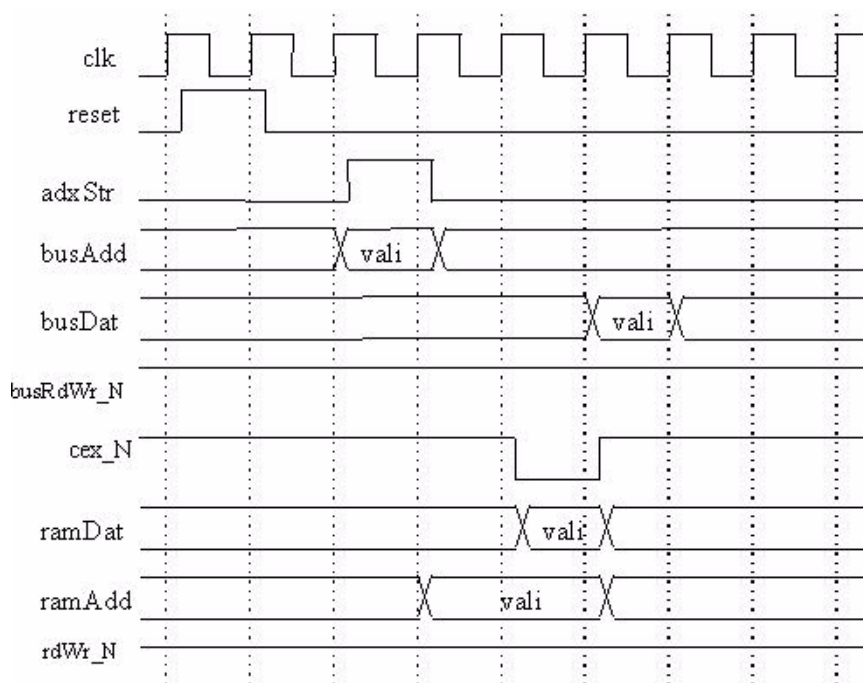 clk
reset
adxStr
busAdd
vali
busDat
vali
busRdWr_N
cex_N
ramDat
vali
ramAdd
vali
rdWr_N